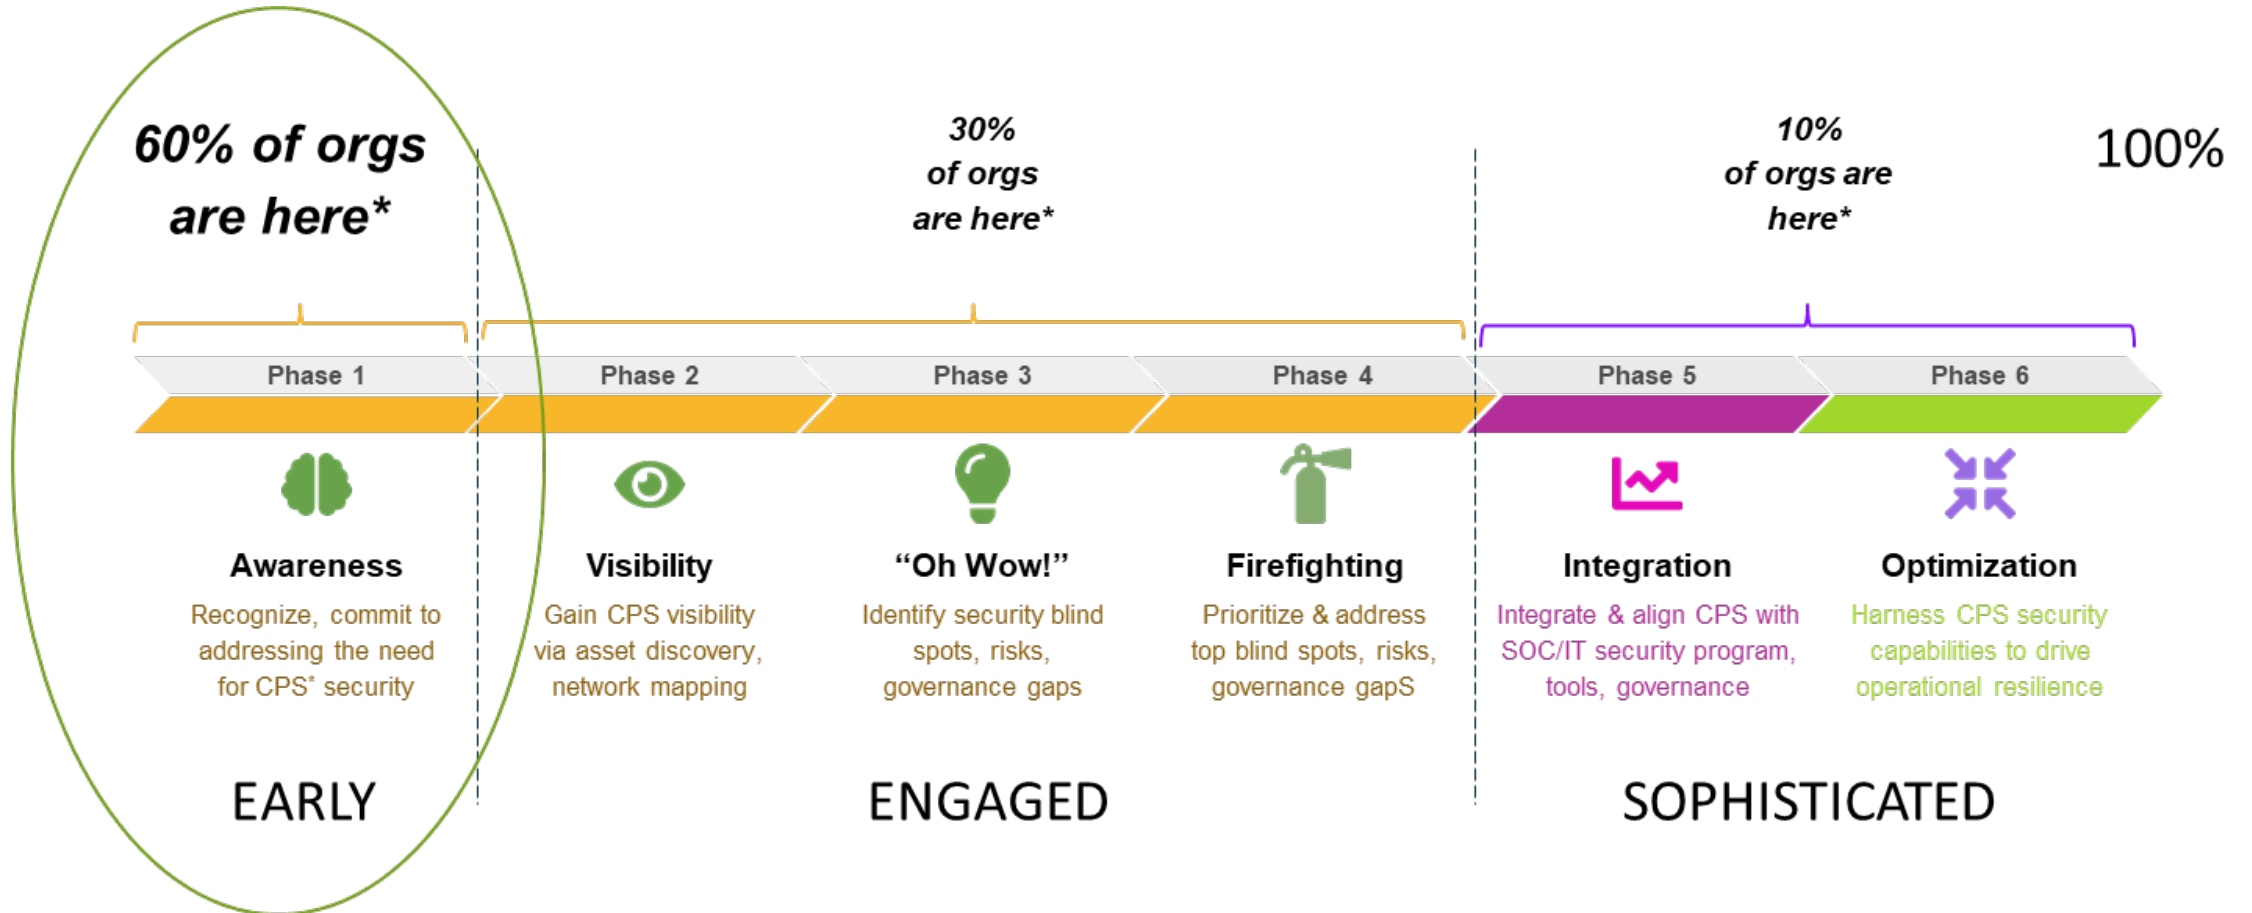 60% of orgs
are here*
30%
of orgs
are here*
10%
of orgs are
here*
100%
Phase 1
Phase 2
Phase 3
Phase 4
Phase 5
Phase 6
Awareness
Recognize, commit to
addressing the need
for CPS* security
Visibility
Gain CPS visibility
via asset discovery,
network mapping
“Oh Wow!”
Identify security blind
spots, risks,
governance gaps
Firefighting
Prioritize & address
top blind spots, risks,
governance gapS
Integration
Integrate & align CPS with
SOC/IT security program,
tools, governance
Optimization
Harness CPS security
capabilities to drive
operational resilience
EARLY
ENGAGED
SOPHISTICATED